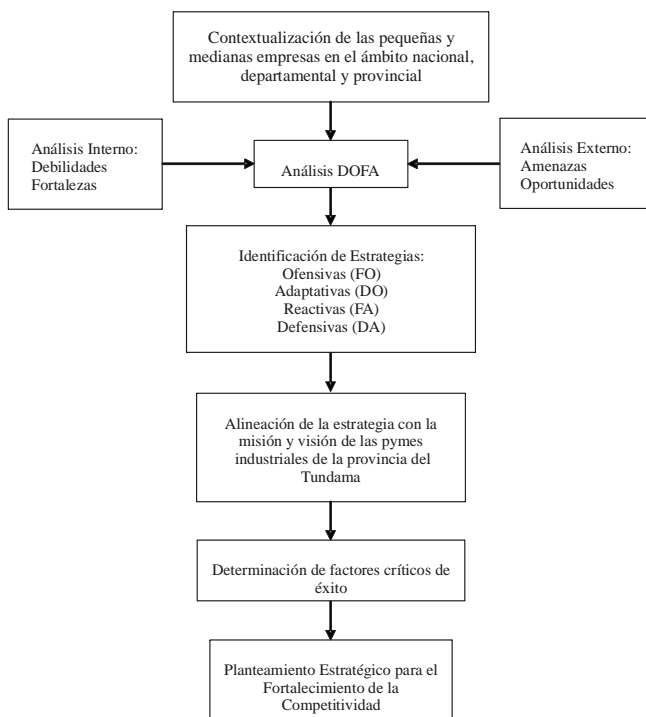 Contextualización de las pequeñas y
medianas empresas en el ámbito nacional,
departamental y provincial
Análisis Interno:
Debilidades
Fortalezas
Análisis DOFA
Análisis Externo:
Amenazas
Oportunidades
Identificación de Estrategias:
Ofensivas (FO)
Adaptativas (DO)
Reactivas (FA)
Defensivas (DA)
Alineación de la estrategia con la
misión y visión de las pymes
industriales de la provincia del
Tundama
Determinación de factores críticos de
éxito
Planteamiento Estratégico para el
Fortalecimiento de la
Competitividad